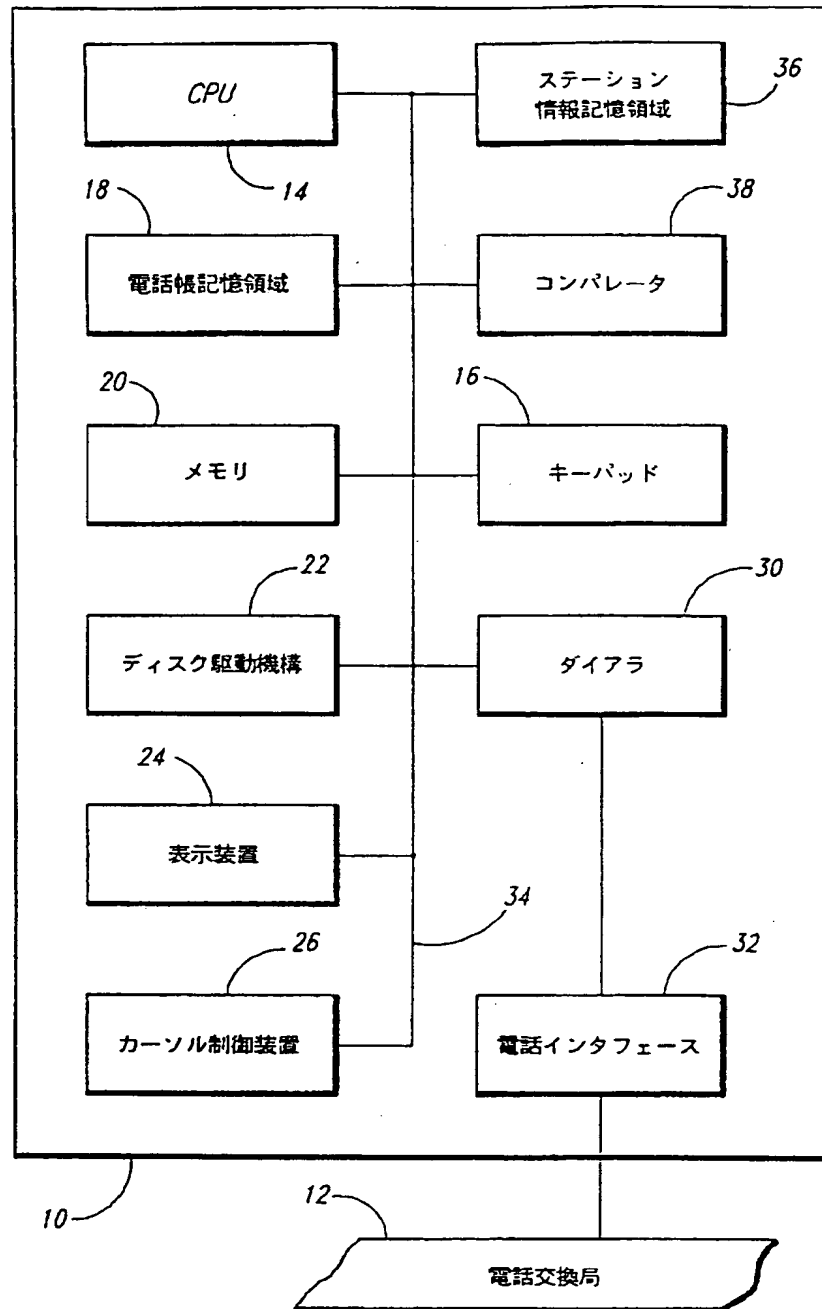 CPU
14
ステーション
情報記憶領域
36
18
電話帳記憶領域
38
コンパレータ
20
メモリ
16
キーパッド
22
ディスク駆動機構
30
ダイアラ
24
表示装置
34
26
カーソル制御装置
32
電話インタフェース
10
12
電話交換局